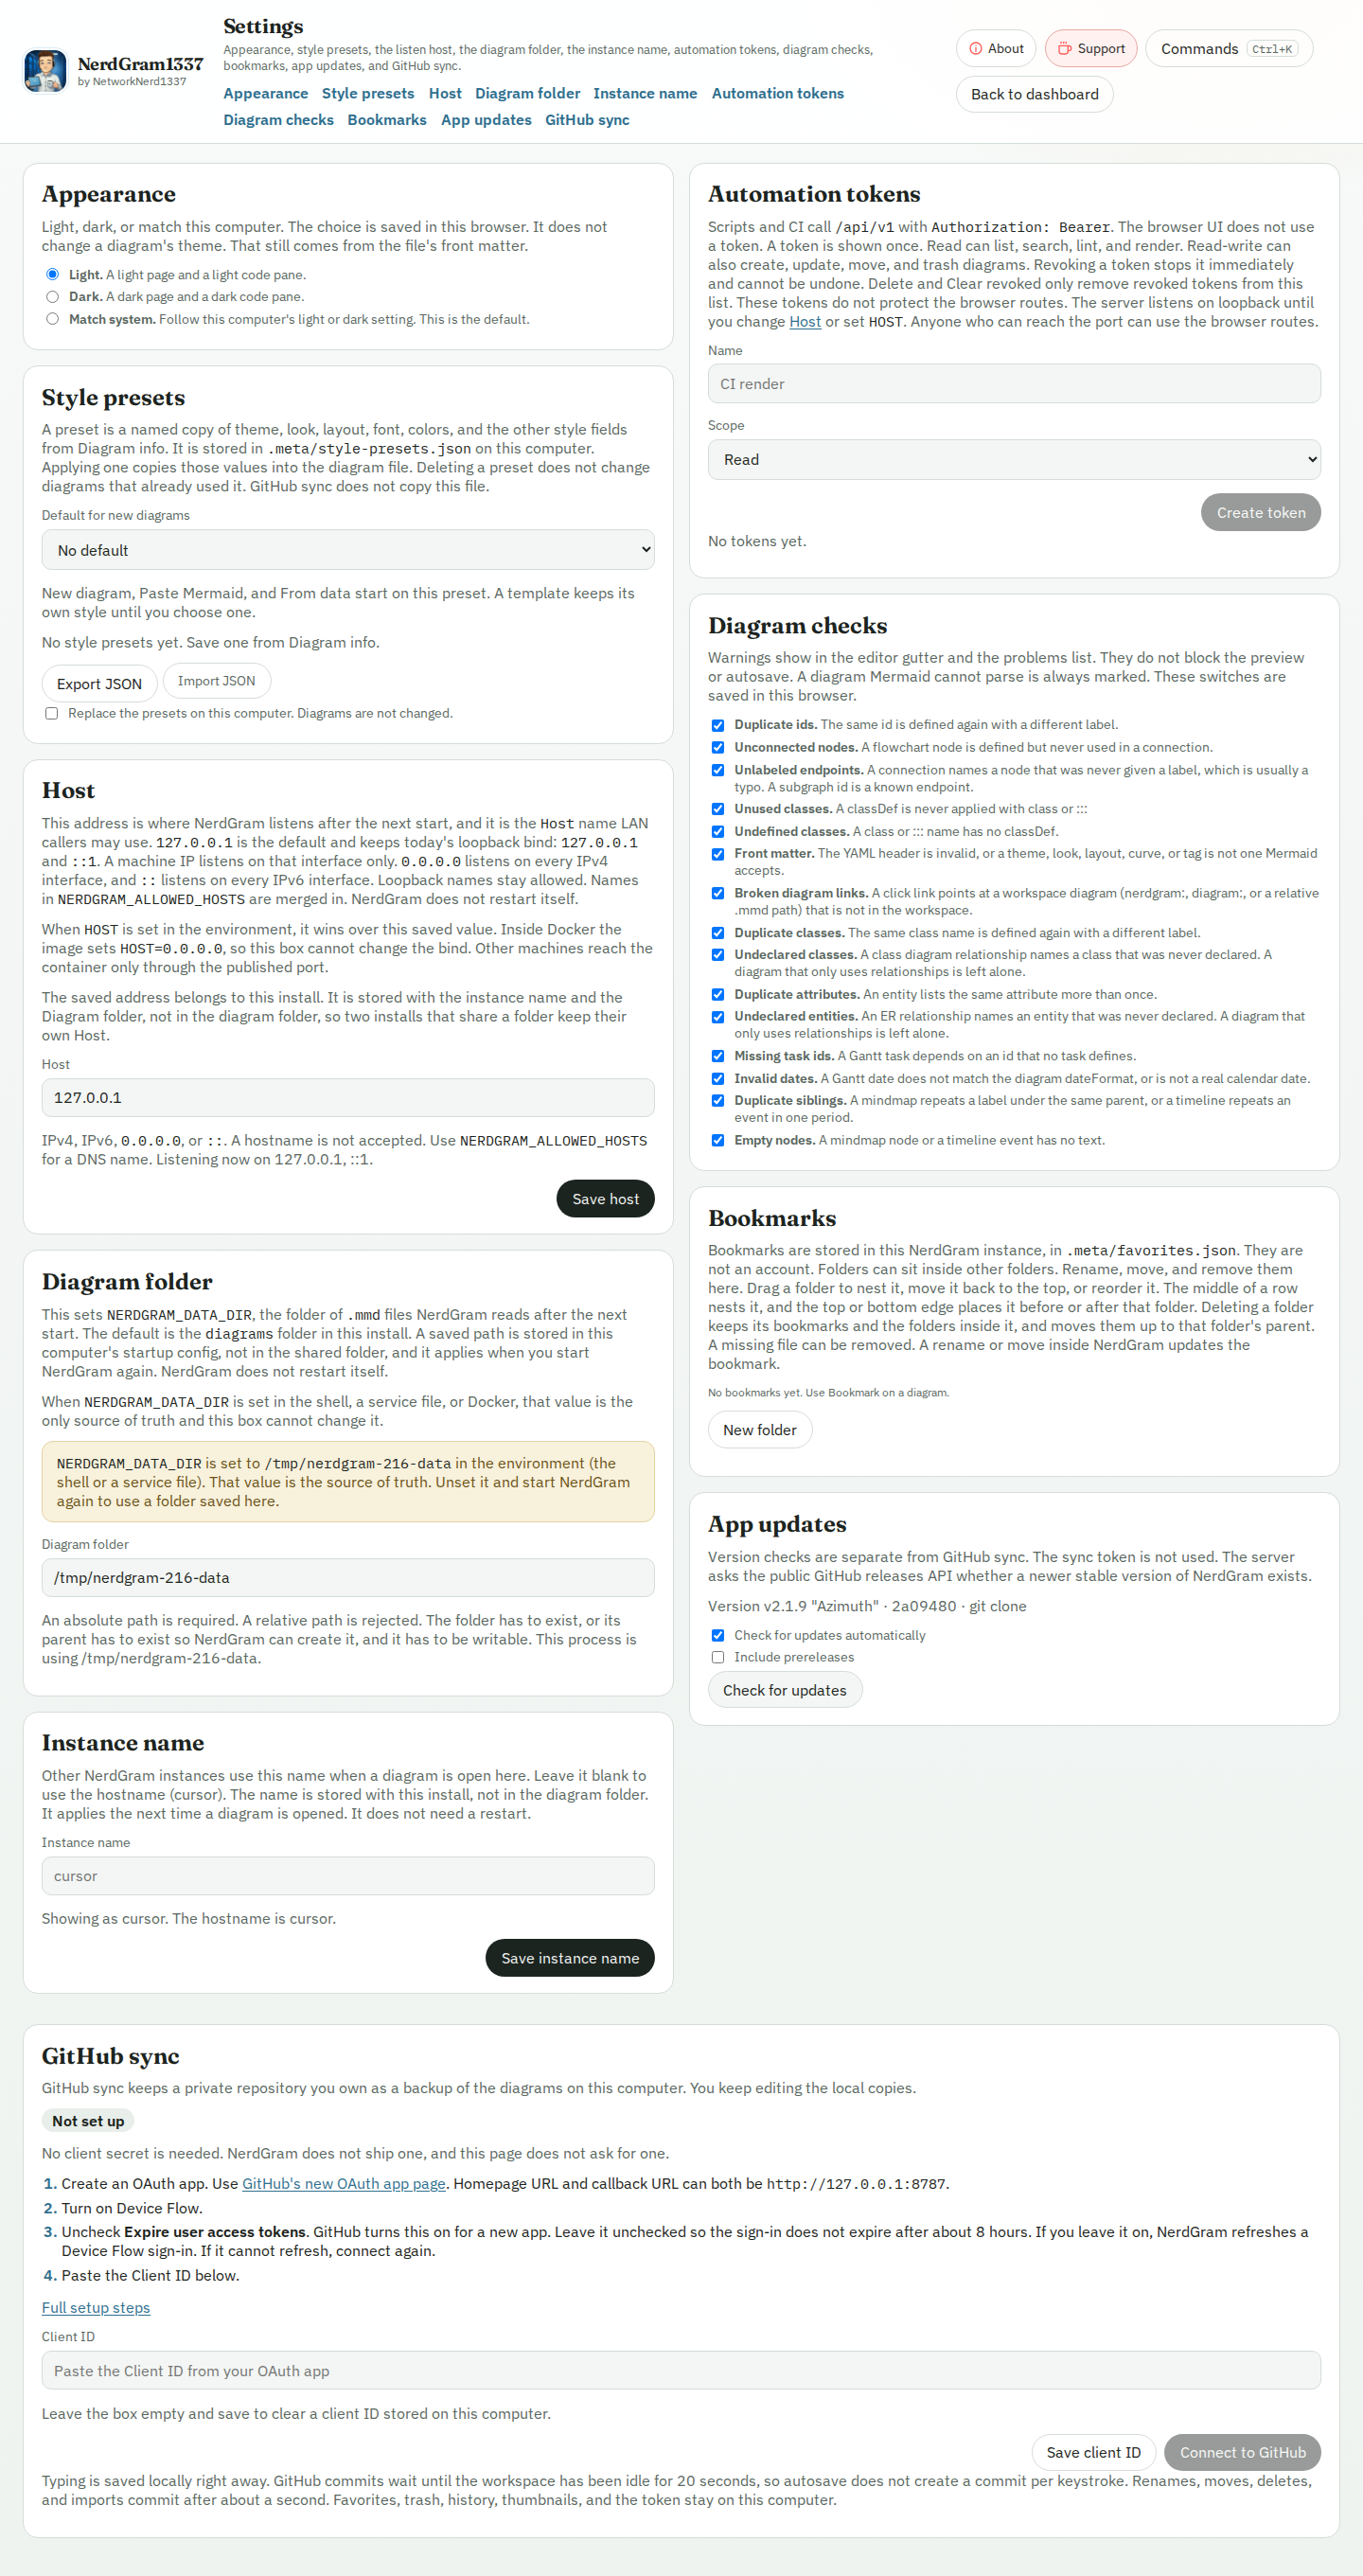 NerdGram1337
by NetworkNerd1337
Settings
Appearance, style presets, the listen host, the diagram folder, the instance name, automation tokens, diagram checks,
bookmarks, app updates, and GitHub sync.
Appearance Style presets Host Diagram folder Instance name Automation tokens
Diagram checks Bookmarks App updates GitHub sync
About
Support
Commands Ctrl+K
Back to dashboard
Appearance
Light, dark, or match this computer. The choice is saved in this browser. It does not
change a diagram's theme. That still comes from the file's front matter.
Light. A light page and a light code pane.
Dark. A dark page and a dark code pane.
Match system. Follow this computer's light or dark setting. This is the default.
Style presets
A preset is a named copy of theme, look, layout, font, colors, and the other style fields
from Diagram info. It is stored in .meta/style-presets.json on this computer.
Applying one copies those values into the diagram file. Deleting a preset does not change
diagrams that already used it. GitHub sync does not copy this file.
Default for new diagrams
No default
New diagram, Paste Mermaid, and From data start on this preset. A template keeps its
own style until you choose one.
No style presets yet. Save one from Diagram info.
Export JSON Import JSON
Replace the presets on this computer. Diagrams are not changed.
Host
This address is where NerdGram listens after the next start, and it is the Host name LAN
callers may use. 127.0.0.1 is the default and keeps today's loopback bind: 127.0.0.1
and ::1. A machine IP listens on that interface only. 0.0.0.0 listens on every IPv4
interface, and :: listens on every IPv6 interface. Loopback names stay allowed. Names
in NERDGRAM_ALLOWED_HOSTS are merged in. NerdGram does not restart itself.
When HOST is set in the environment, it wins over this saved value. Inside Docker the
image sets HOST=0.0.0.0, so this box cannot change the bind. Other machines reach the
container only through the published port.
The saved address belongs to this install. It is stored with the instance name and the
Diagram folder, not in the diagram folder, so two installs that share a folder keep their
own Host.
Host
127.0.0.1
IPv4, IPv6, 0.0.0.0, or ::. A hostname is not accepted. Use NERDGRAM_ALLOWED_HOSTS
for a DNS name. Listening now on 127.0.0.1, ::1.
Save host
Diagram folder
This sets NERDGRAM_DATA_DIR, the folder of .mmd files NerdGram reads after the next
start. The default is the diagrams folder in this install. A saved path is stored in this
computer's startup config, not in the shared folder, and it applies when you start
NerdGram again. NerdGram does not restart itself.
When NERDGRAM_DATA_DIR is set in the shell, a service file, or Docker, that value is the
only source of truth and this box cannot change it.
NERDGRAM_DATA_DIR is set to /tmp/nerdgram-216-data in the environment (the
shell or a service file). That value is the source of truth. Unset it and start NerdGram
again to use a folder saved here.
Diagram folder
/tmp/nerdgram-216-data
An absolute path is required. A relative path is rejected. The folder has to exist, or its
parent has to exist so NerdGram can create it, and it has to be writable. This process is
using /tmp/nerdgram-216-data.
Instance name
Other NerdGram instances use this name when a diagram is open here. Leave it blank to
use the hostname (cursor). The name is stored with this install, not in the diagram folder.
It applies the next time a diagram is opened. It does not need a restart.
Instance name
cursor
Showing as cursor. The hostname is cursor.
Save instance name
Automation tokens
Scripts and CI call /api/v1 with Authorization: Bearer. The browser UI does not use
a token. A token is shown once. Read can list, search, lint, and render. Read-write can
also create, update, move, and trash diagrams. Revoking a token stops it immediately
and cannot be undone. Delete and Clear revoked only remove revoked tokens from this
list. These tokens do not protect the browser routes. The server listens on loopback until
you change Host or set HOST. Anyone who can reach the port can use the browser routes.
Name
CI render
Scope
Read
Create token
No tokens yet.
Diagram checks
Warnings show in the editor gutter and the problems list. They do not block the preview
or autosave. A diagram Mermaid cannot parse is always marked. These switches are
saved in this browser.
Duplicate ids. The same id is defined again with a different label.
Unconnected nodes. A flowchart node is defined but never used in a connection.
Unlabeled endpoints. A connection names a node that was never given a label, which is usually a
typo. A subgraph id is a known endpoint.
Unused classes. A classDef is never applied with class or :::
Undefined classes. A class or ::: name has no classDef.
Front matter. The YAML header is invalid, or a theme, look, layout, curve, or tag is not one Mermaid
accepts.
Broken diagram links. A click link points at a workspace diagram (nerdgram:, diagram:, or a relative
.mmd path) that is not in the workspace.
Duplicate classes. The same class name is defined again with a different label.
Undeclared classes. A class diagram relationship names a class that was never declared. A
diagram that only uses relationships is left alone.
Duplicate attributes. An entity lists the same attribute more than once.
Undeclared entities. An ER relationship names an entity that was never declared. A diagram that
only uses relationships is left alone.
Missing task ids. A Gantt task depends on an id that no task defines.
Invalid dates. A Gantt date does not match the diagram dateFormat, or is not a real calendar date.
Duplicate siblings. A mindmap repeats a label under the same parent, or a timeline repeats an
event in one period.
Empty nodes. A mindmap node or a timeline event has no text.
Bookmarks
Bookmarks are stored in this NerdGram instance, in .meta/favorites.json. They are
not an account. Folders can sit inside other folders. Rename, move, and remove them
here. Drag a folder to nest it, move it back to the top, or reorder it. The middle of a row
nests it, and the top or bottom edge places it before or after that folder. Deleting a folder
keeps its bookmarks and the folders inside it, and moves them up to that folder's parent.
A missing file can be removed. A rename or move inside NerdGram updates the
bookmark.
No bookmarks yet. Use Bookmark on a diagram.
New folder
App updates
Version checks are separate from GitHub sync. The sync token is not used. The server
asks the public GitHub releases API whether a newer stable version of NerdGram exists.
Version v2.1.9 "Azimuth" · 2a09480 · git clone
Check for updates automatically
Include prereleases
Check for updates
GitHub sync
GitHub sync keeps a private repository you own as a backup of the diagrams on this computer. You keep editing the local copies.
Not set up
No client secret is needed. NerdGram does not ship one, and this page does not ask for one.
1. Create an OAuth app. Use GitHub's new OAuth app page. Homepage URL and callback URL can both be http://127.0.0.1:8787.
2. Turn on Device Flow.
3. Uncheck Expire user access tokens. GitHub turns this on for a new app. Leave it unchecked so the sign-in does not expire after about 8 hours. If you leave it on, NerdGram refreshes a
Device Flow sign-in. If it cannot refresh, connect again.
4. Paste the Client ID below.
Full setup steps
Client ID
Paste the Client ID from your OAuth app
Leave the box empty and save to clear a client ID stored on this computer.
Save client ID Connect to GitHub
Typing is saved locally right away. GitHub commits wait until the workspace has been idle for 20 seconds, so autosave does not create a commit per keystroke. Renames, moves, deletes,
and imports commit after about a second. Favorites, trash, history, thumbnails, and the token stay on this computer.